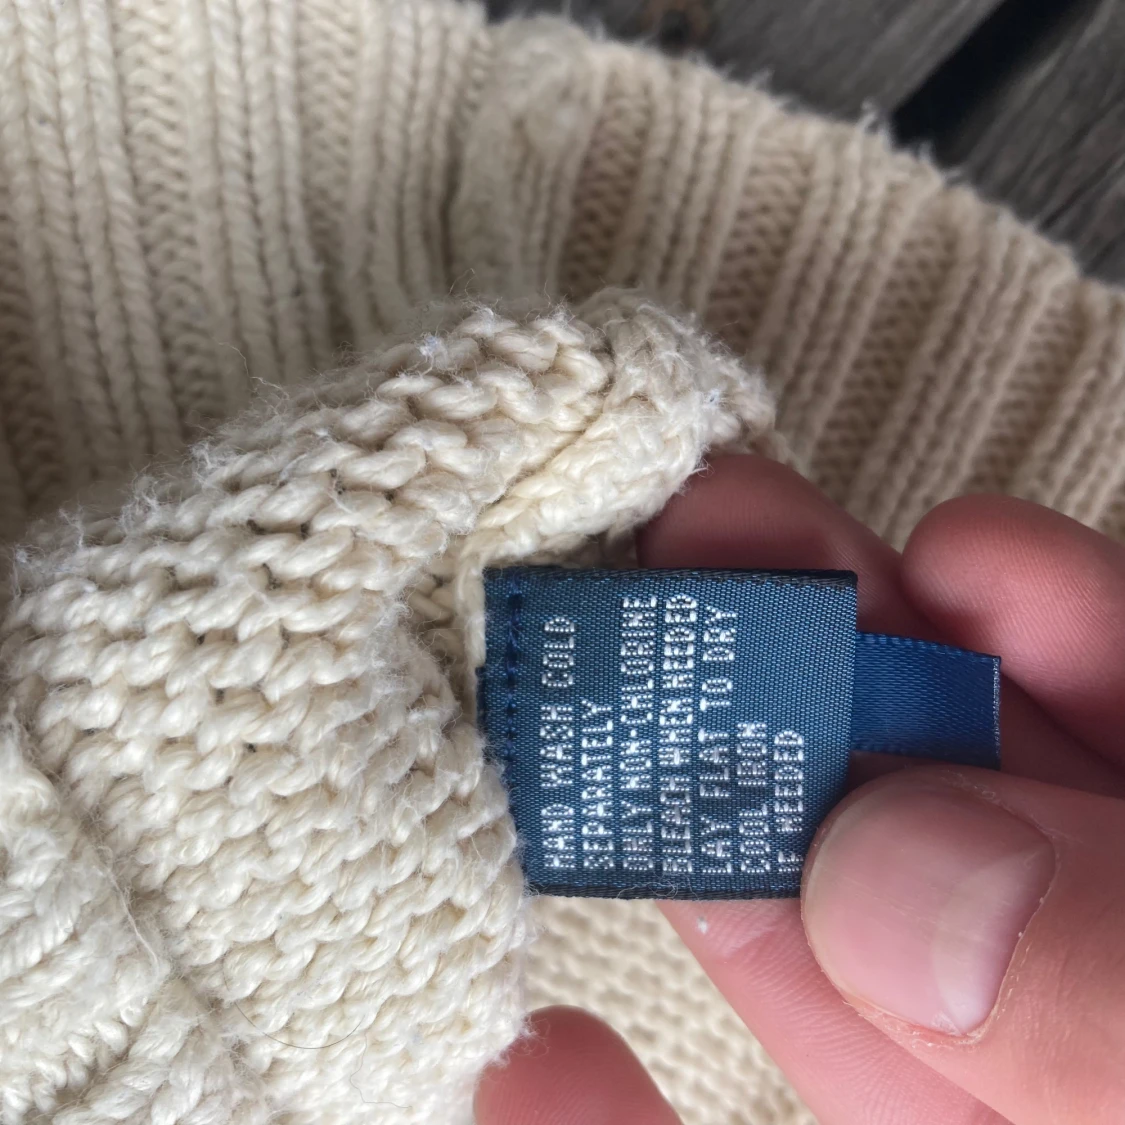 HAND WASH COLD
SEPARATELY
ONLY NON-CHLORINE
BLEACH WHEN NEEDED
LAY FLAT TO DRY
COOL IRON
IF NEEDED